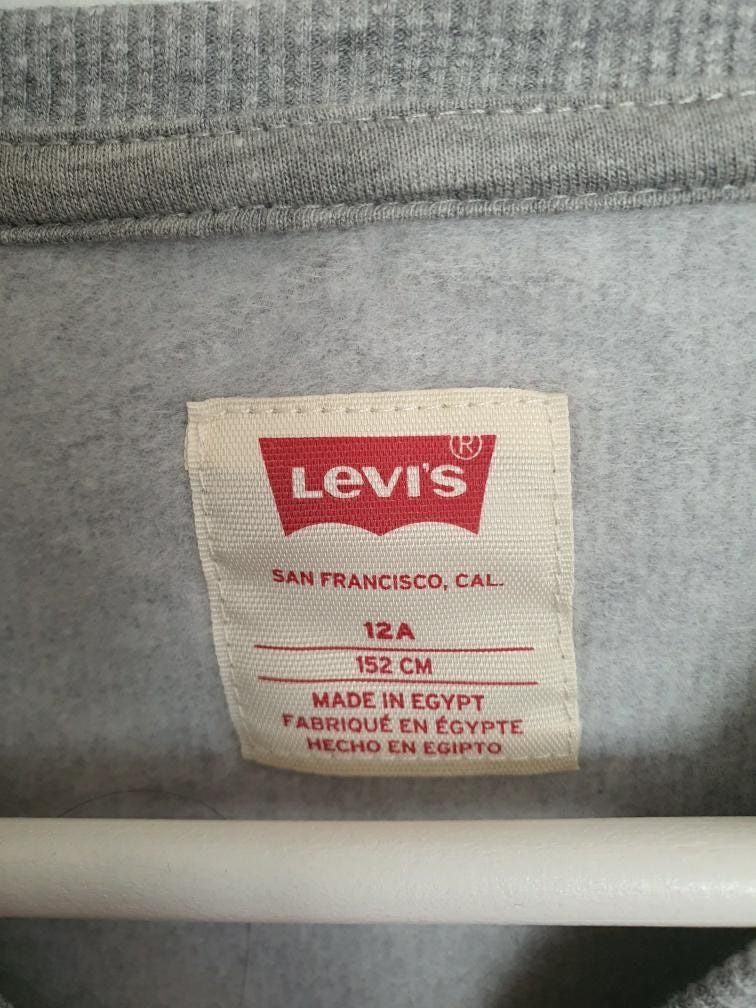 Levi's ®
SAN FRANCISCO, CAL.
12A
152 CM
MADE IN EGYPT
FABRIQUÉ EN ÉGYPTE
HECHO EN EGIPTO